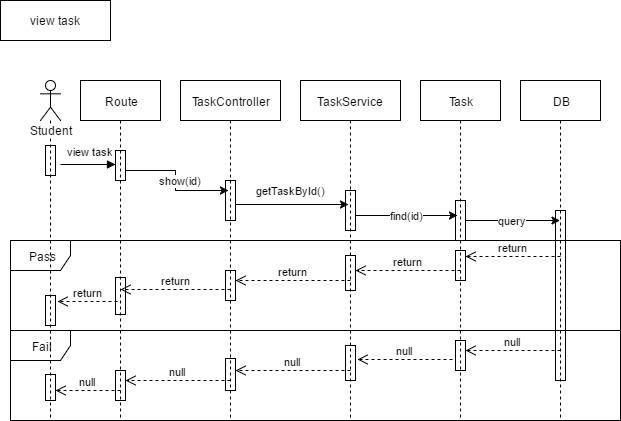 view task
Student
Route
TaskController
TaskService
Task
DB
view task
show(id)
getTaskById()
find(id)
query
Pass
return
return
return
return
return
Fail
null
null
null
null
null